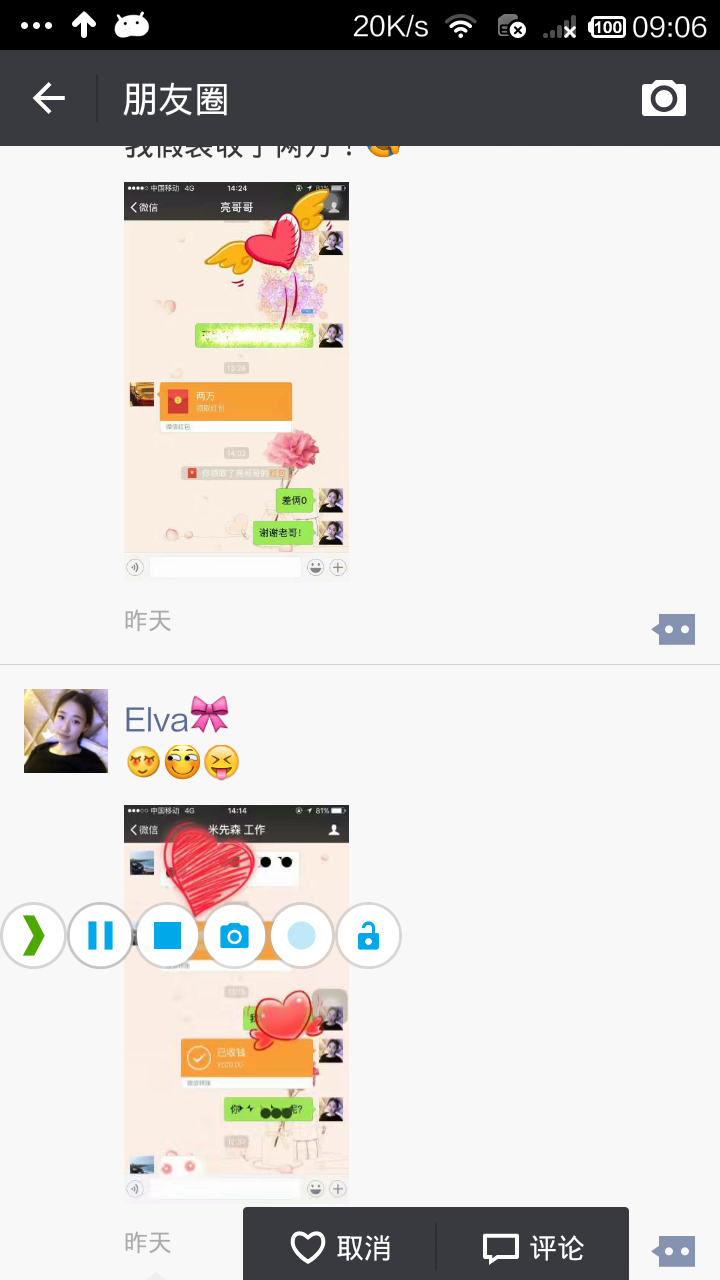 20K/s 100 09:06
朋友圈
我假装收了两万！
中国移动 4G 14:24 81%
微信 亮哥哥
13:26
两万
领取红包
微信红包
14:02
你领取了亮哥哥的红包
差俩0
谢谢老哥!
昨天
Elva
中国移动 4G 14:14 81%
微信 米先森 工作
我
已收钱
微信转账
你
呢?
昨天
取消 评论